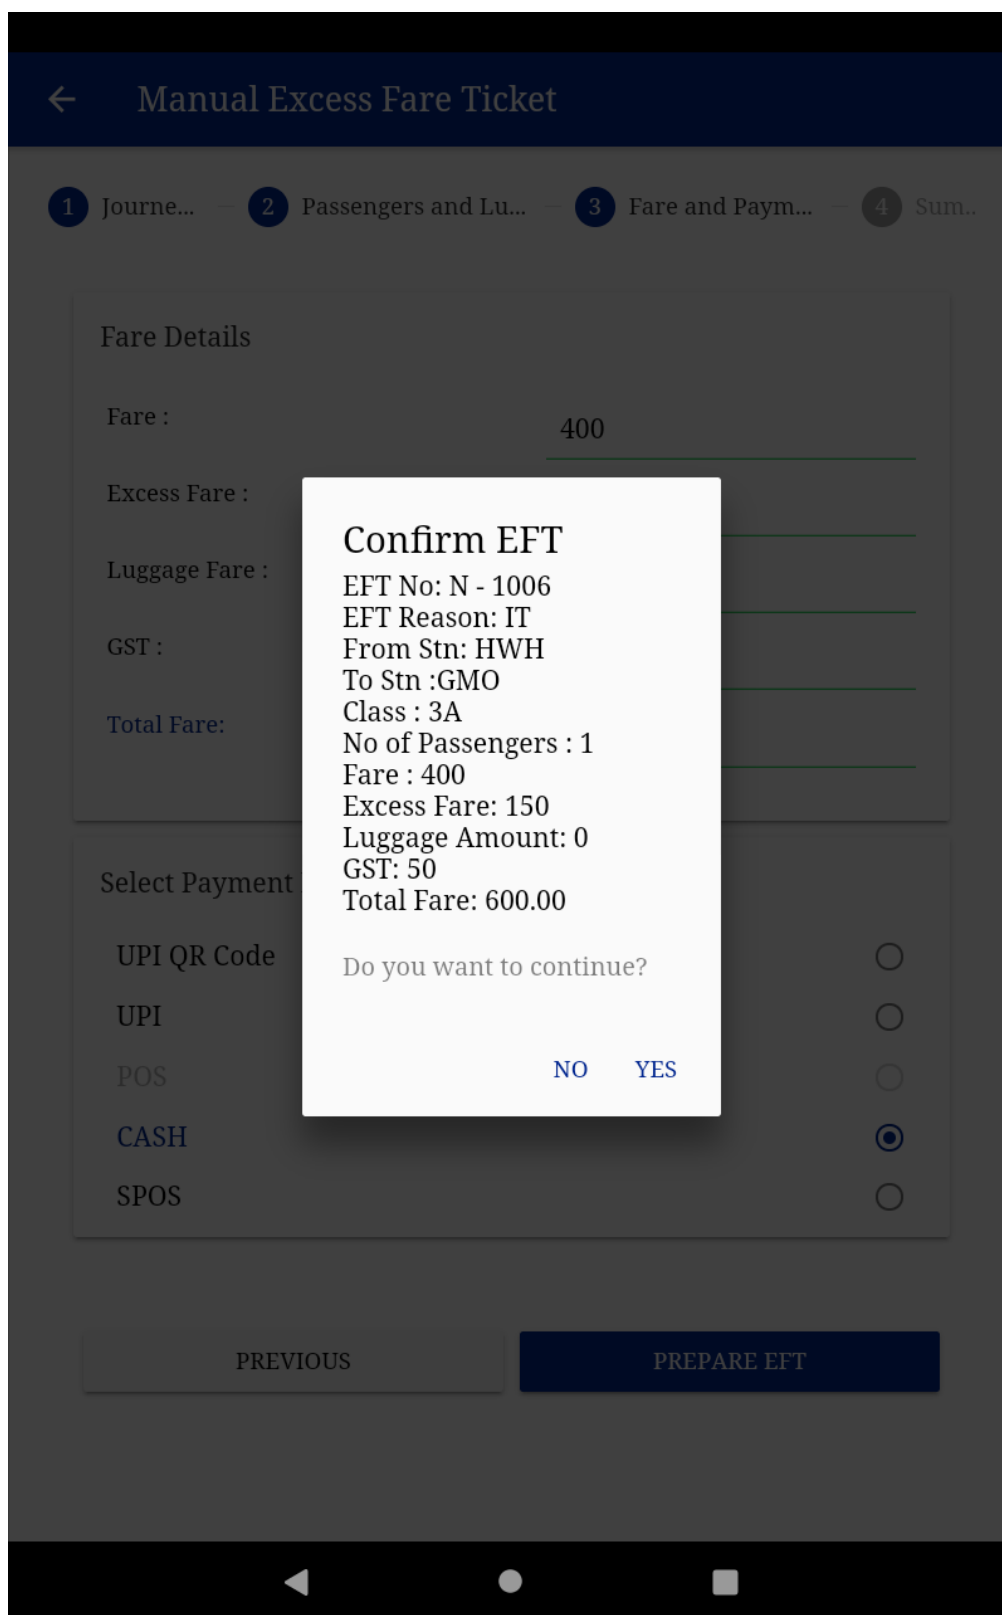 Manual Excess Fare Ticket
1 Journe... 2 Passengers and Lu... 3 Fare and Paym... 4 Sum..
Fare Details
Fare : 400
Excess Fare :
Luggage Fare :
GST :
Total Fare:
Confirm EFT
EFT No: N - 1006
EFT Reason: IT
From Stn: HWH
To Stn :GMO
Class : 3A
No of Passengers : 1
Fare : 400
Excess Fare: 150
Luggage Amount: 0
GST: 50
Total Fare: 600.00
Do you want to continue?
NO YES
Select Payment
UPI QR Code
UPI
POS
CASH
SPOS
PREVIOUS PREPARE EFT